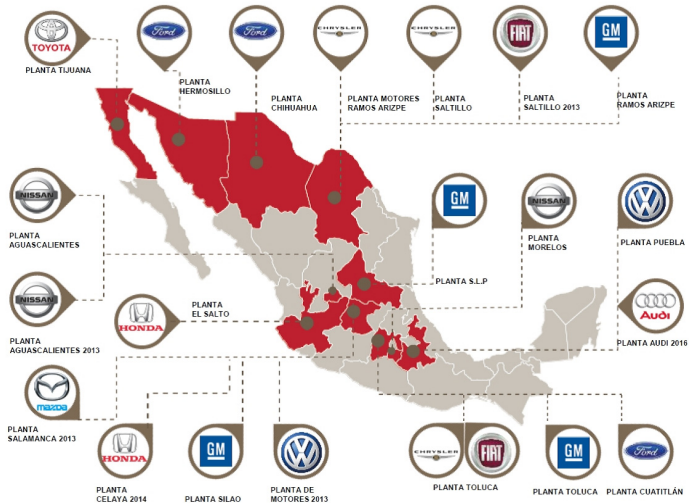 TOYOTA
PLANTA TIJUANA
Ford
PLANTA
HERMOSILLO
Ford
PLANTA
CHIHUAHUA
CHRYSLER
PLANTA MOTORES
RAMOS ARIZPE
CHRYSLER
PLANTA
SALTILLO
FIAT
PLANTA
SALTILLO 2013
GM
PLANTA
RAMOS ARIZPE
NISSAN
PLANTA
AGUASCALIENTES
GM
PLANTA S.L.P
NISSAN
PLANTA
MORELOS
PLANTA PUEBLA
NISSAN
PLANTA
AGUASCALIENTES 2013
HONDA
PLANTA
EL SALTO
Audi
PLANTA AUDI 2016
mazda
PLANTA
SALAMANCA 2013
HONDA
PLANTA
CELAYA 2014
GM
PLANTA SILAO
PLANTA DE
MOTORES 2013
CHRYSLER
FIAT
PLANTA TOLUCA
GM
PLANTA TOLUCA
Ford
PLANTA CUATITLÁN